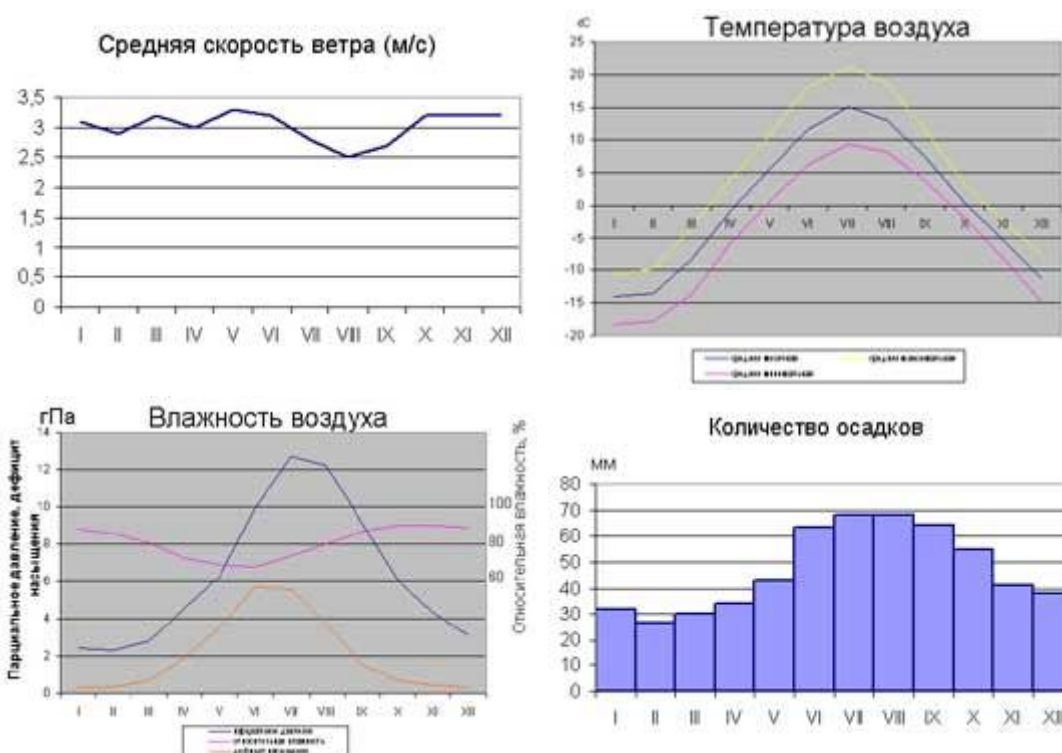 Средняя скорость ветра (м/с)
3,5
3
2,5
2
1,5
1
0,5
0
I II III IV V VI VII VIII IX X XI XII
Температура воздуха
25
20
15
10
5
0
-5
-10
-15
-20
I II III IV V VI VII VIII IX X XI XII
Влажность воздуха
гПа
Парциальное давление, дефицит
насыщения
14
12
10
8
6
4
2
0
100
80
60
Относительная влажность, %
I II III IV V VI VII VIII IX X XI XII
Количество осадков
мм
80
70
60
50
40
30
20
10
0
I II III IV V VI VII VIII IX X XI XII